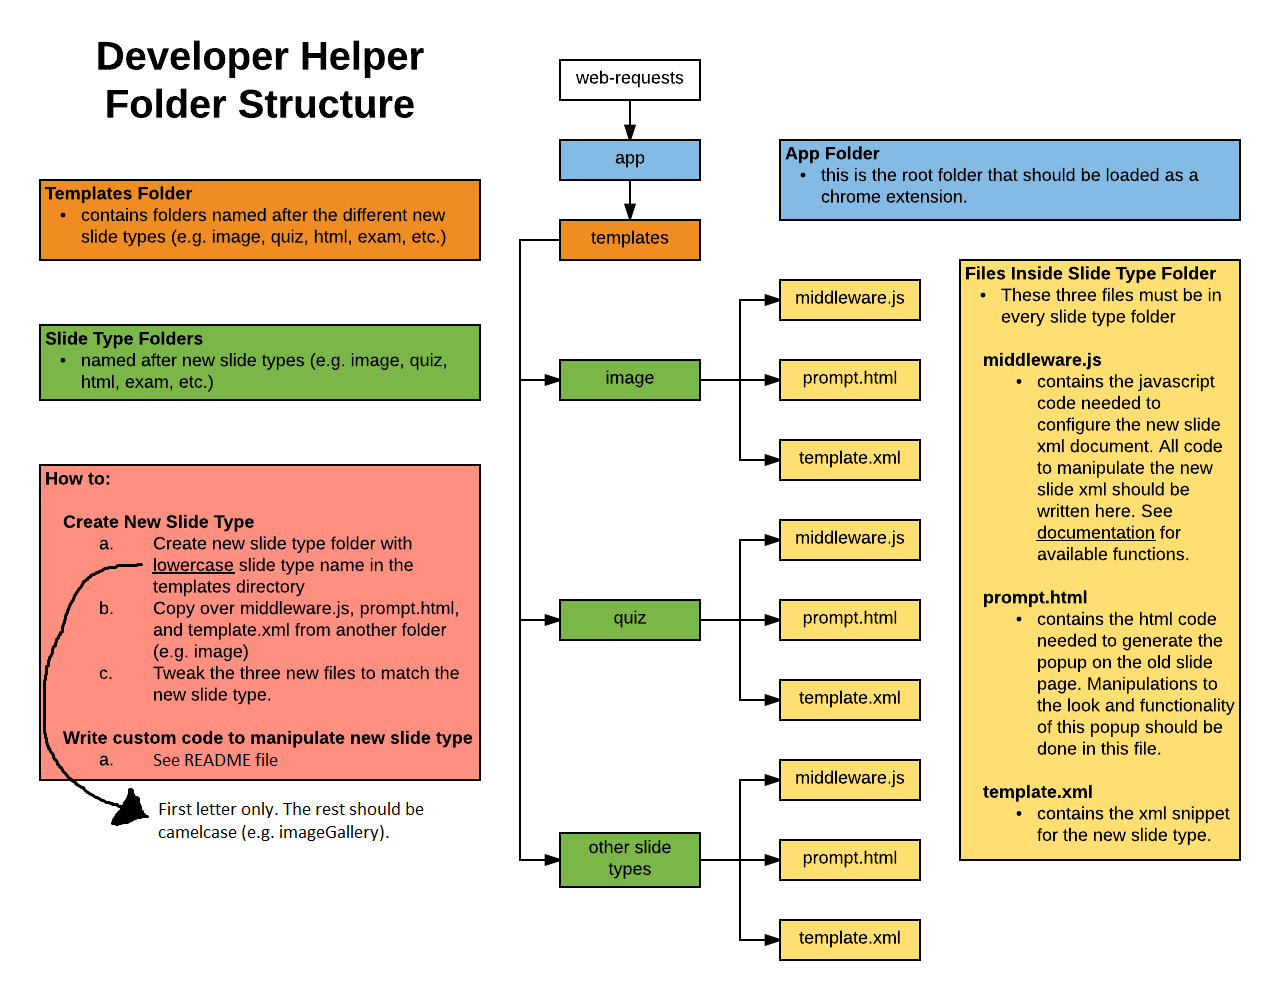 Developer Helper
Folder Structure
web-requests
app
templates
App Folder
• this is the root folder that should be loaded as a
chrome extension.
Templates Folder
• contains folders named after the different new
slide types (e.g. image, quiz, html, exam, etc.)
Slide Type Folders
• named after new slide types (e.g. image, quiz,
html, exam, etc.)
How to:
Create New Slide Type
a. Create new slide type folder with
lowercase slide type name in the
templates directory
b. Copy over middleware.js, prompt.html,
and template.xml from another folder
(e.g. image)
c. Tweak the three new files to match the
new slide type.
Write custom code to manipulate new slide type
a. See README file
First letter only. The rest should be
camelcase (e.g. imageGallery).
image
middleware.js
prompt.html
template.xml
quiz
middleware.js
prompt.html
template.xml
other slide
types
middleware.js
prompt.html
template.xml
Files Inside Slide Type Folder
• These three files must be in
every slide type folder
middleware.js
• contains the javascript
code needed to
configure the new slide
xml document. All code
to manipulate the new
slide xml should be
written here. See
documentation for
available functions.
prompt.html
• contains the html code
needed to generate the
popup on the old slide
page. Manipulations to
the look and functionality
of this popup should be
done in this file.
template.xml
• contains the xml snippet
for the new slide type.